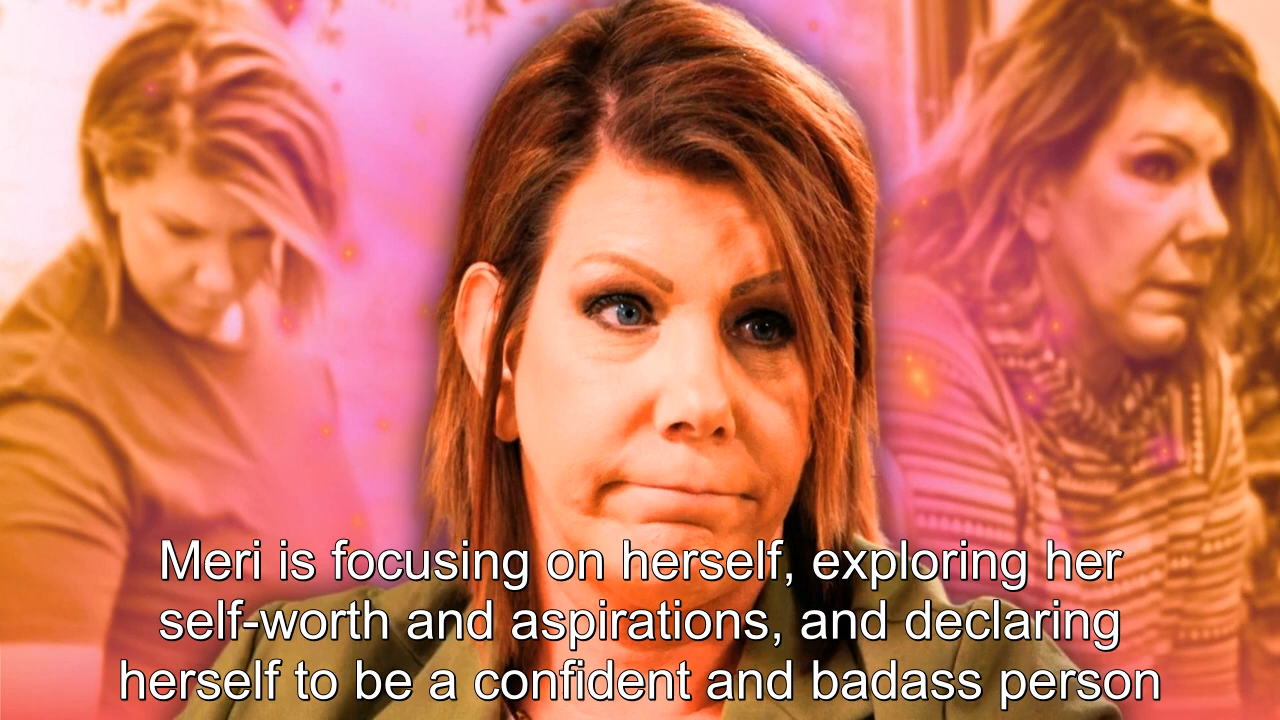 Meri is focusing on herself, exploring her
self-worth and aspirations, and declaring
herself to be a confident and badass person